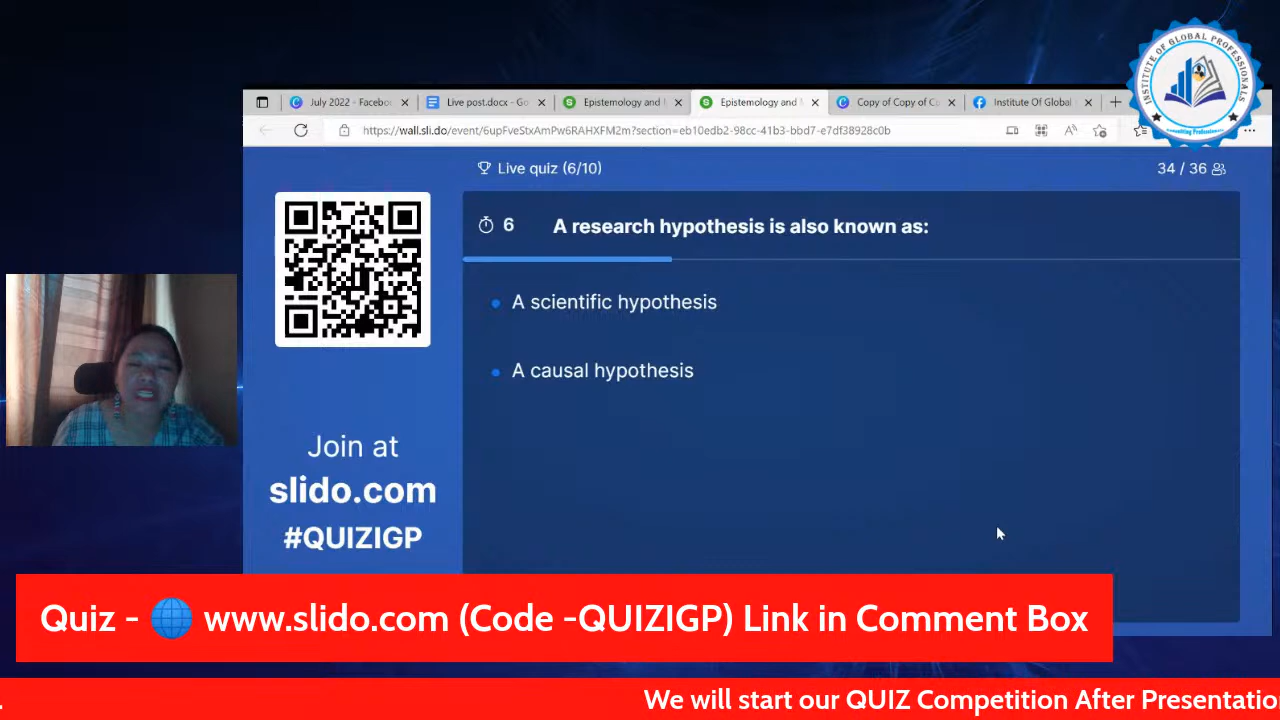 INSTITUTE OF GLOBAL PROFESSIONALS
Consulting Professionals
July 2022 - Facebo
Live post.docx - Go
Epistemology and
Epistemology and
Copy of Copy of C
Institute Of Global
https://wall.sli.do/event/6upFveStxAmPw6RAHXFM2m?section=eb10edb2-98cc-41b3-bbd7-e7df38928c0b
Live quiz (6/10)
34 / 36
6
A research hypothesis is also known as:
A scientific hypothesis
A causal hypothesis
Join at
slido.com
#QUIZIGP
Quiz - www.slido.com (Code -QUIZIGP) Link in Comment Box
. We will start our QUIZ Competition After Presentatio